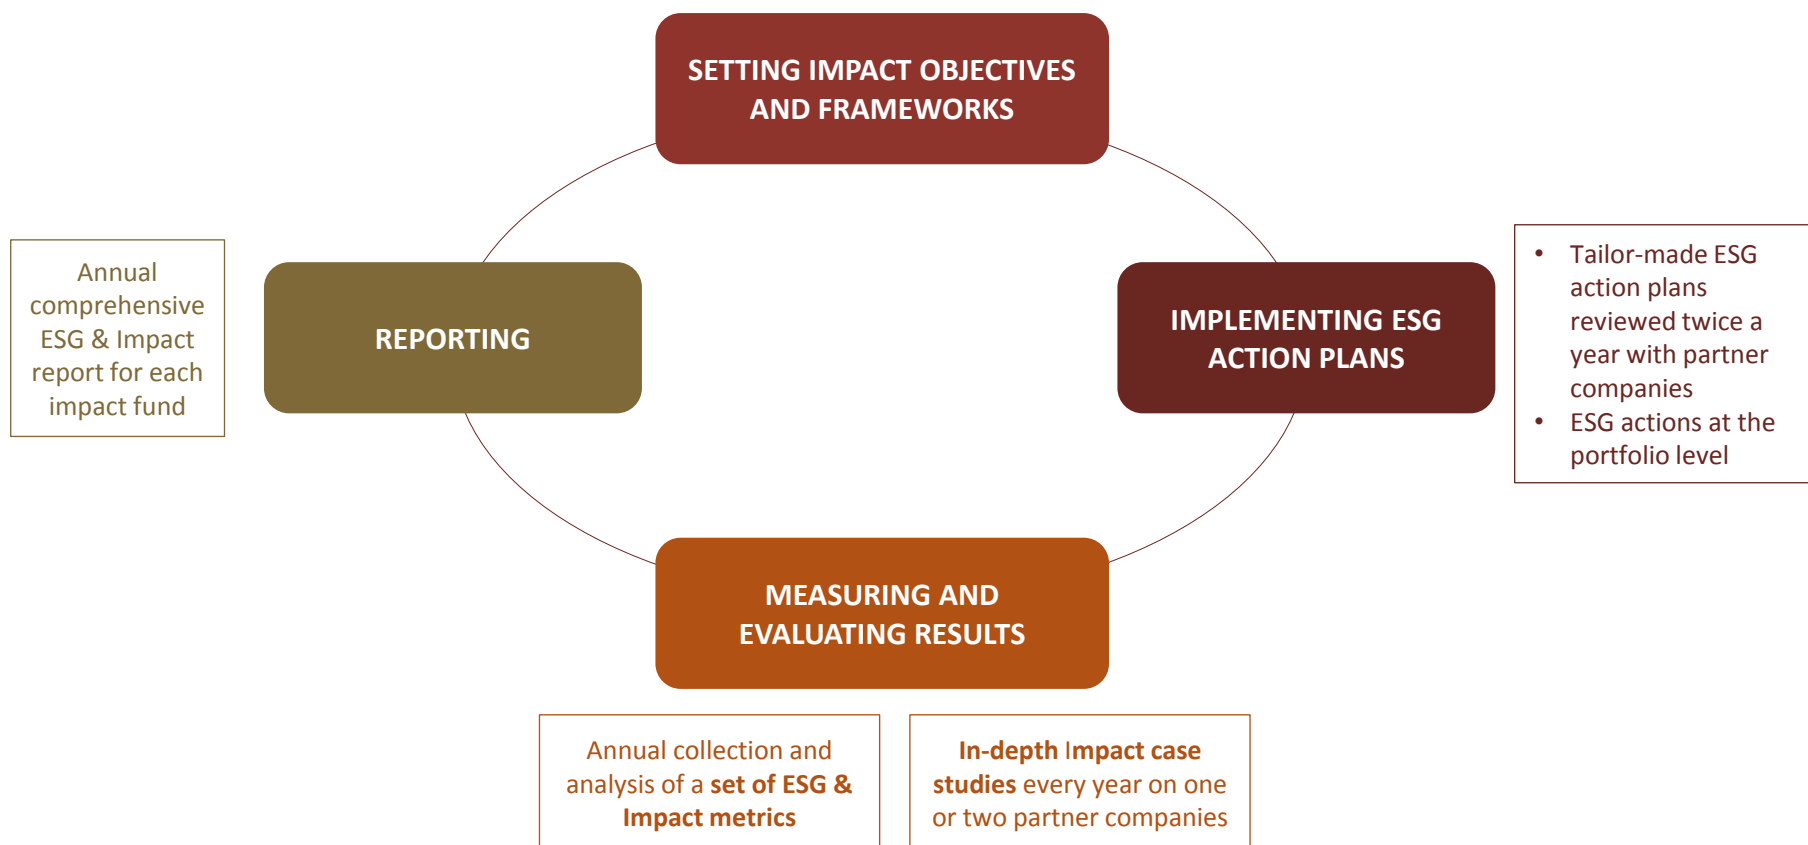 SETTING IMPACT OBJECTIVES
AND FRAMEWORKS
Annual
comprehensive
ESG & Impact
report for each
impact fund
REPORTING
IMPLEMENTING ESG
ACTION PLANS
• Tailor-made ESG
action plans
reviewed twice a
year with partner
companies
• ESG actions at the
portfolio level
MEASURING AND
EVALUATING RESULTS
Annual collection and
analysis of a set of ESG &
Impact metrics
In-depth Impact case
studies every year on one
or two partner companies